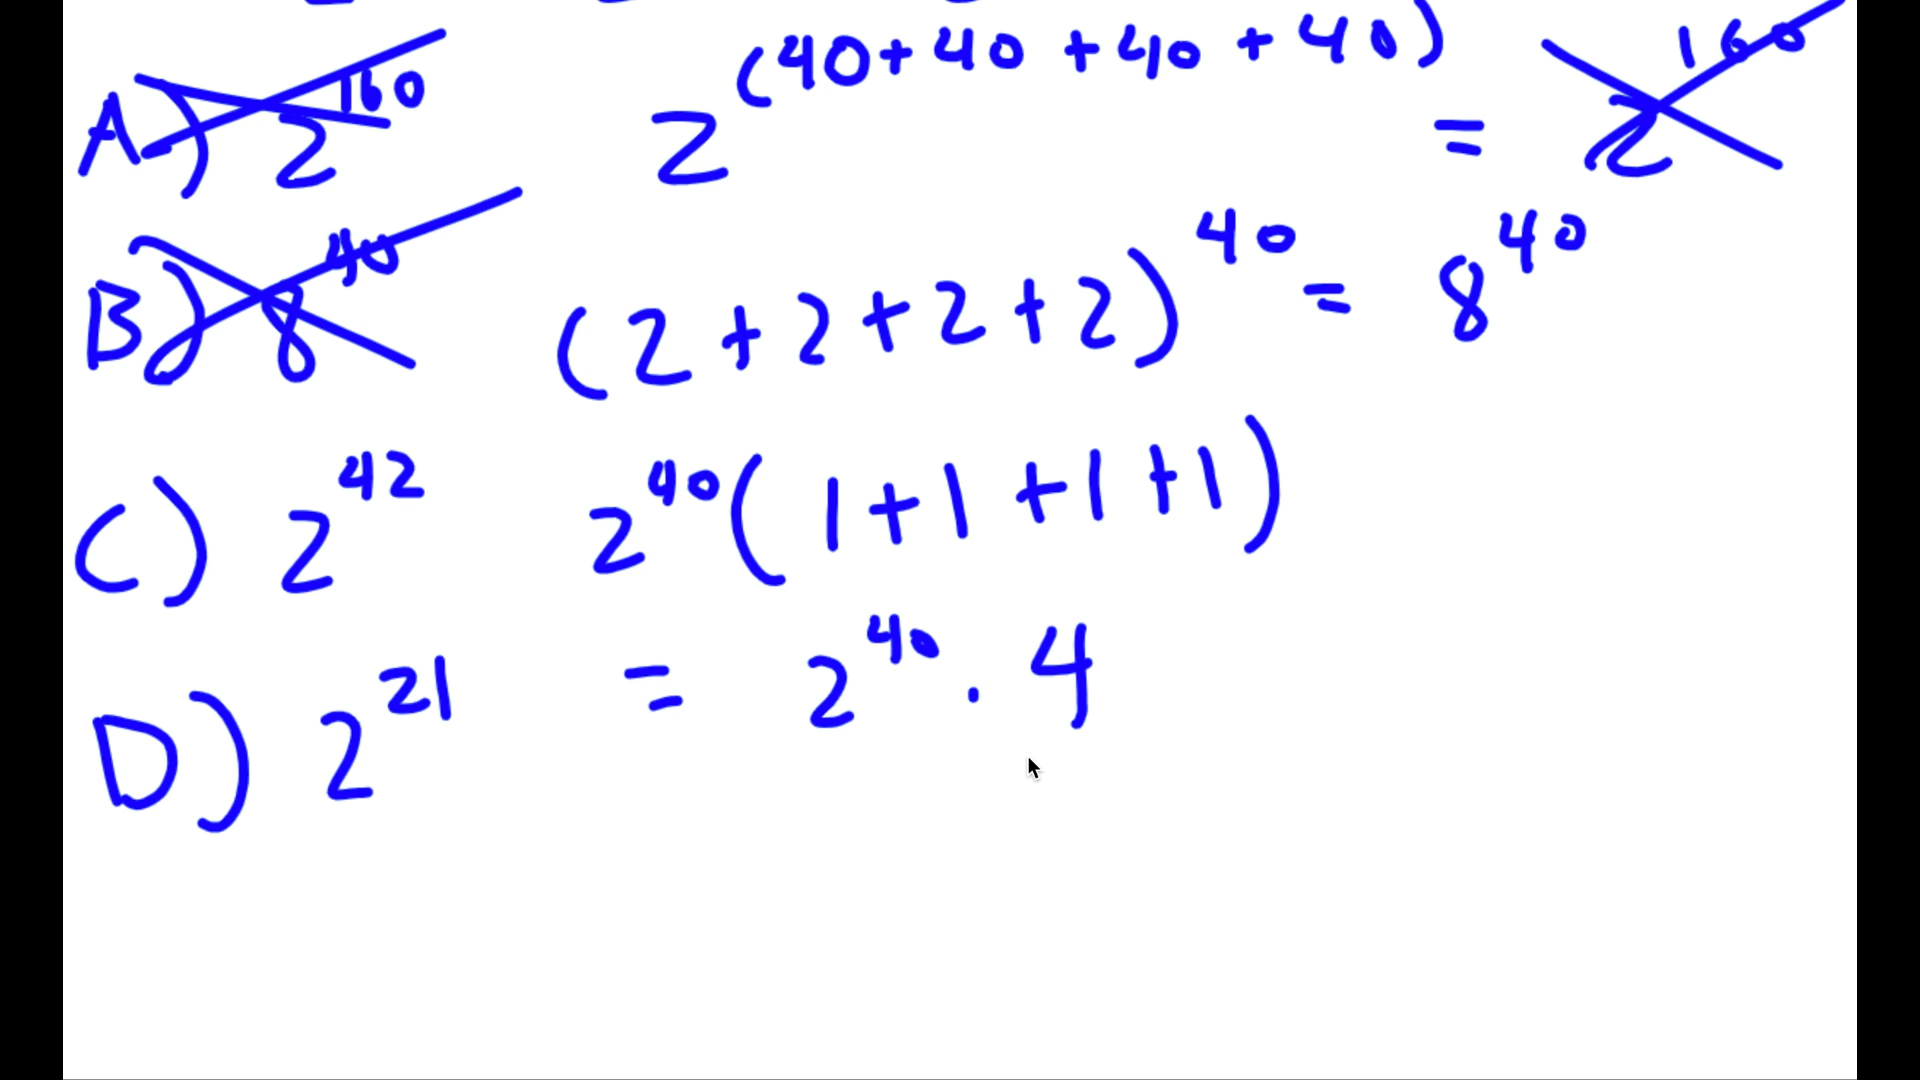 A) 2^160 2^(40+40+40+40) = 2^160
B) 8^40 (2+2+2+2)^40 = 8^40
C) 2^42 2^40(1+1+1+1)
D) 2^21 = 2^40 · 4